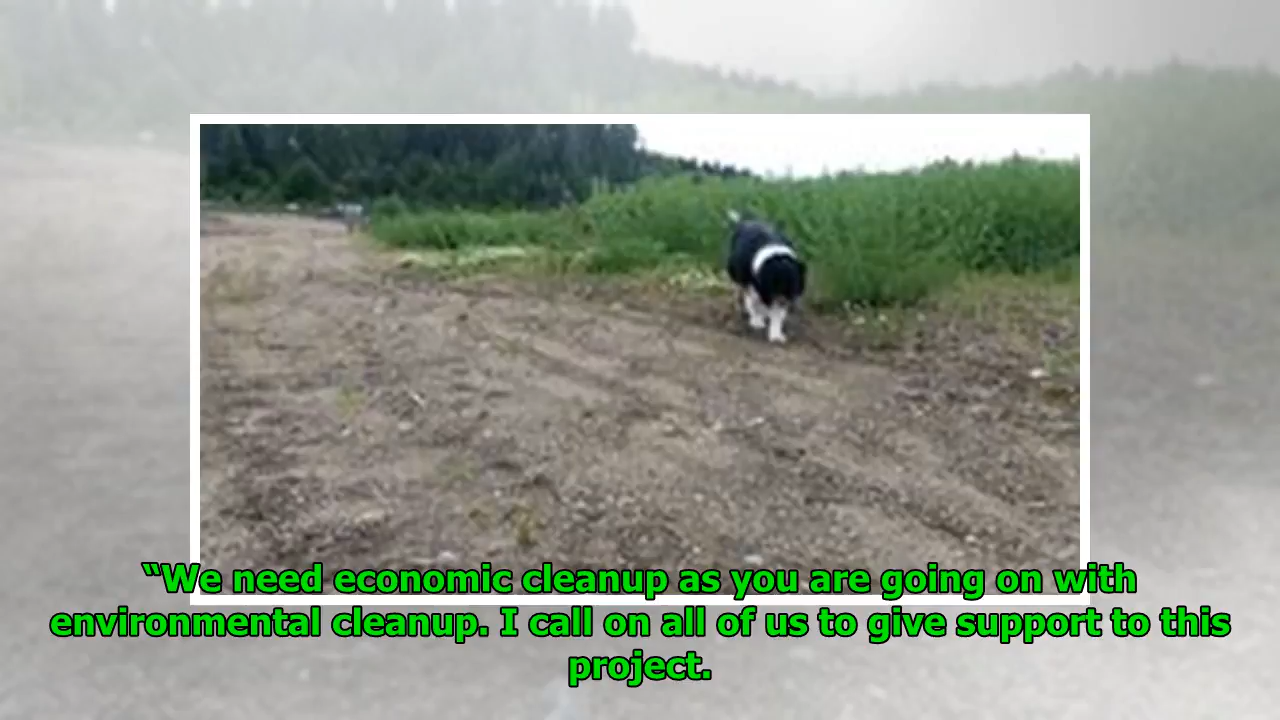 “We need economic cleanup as you are going on with
environmental cleanup. I call on all of us to give support to this
project.